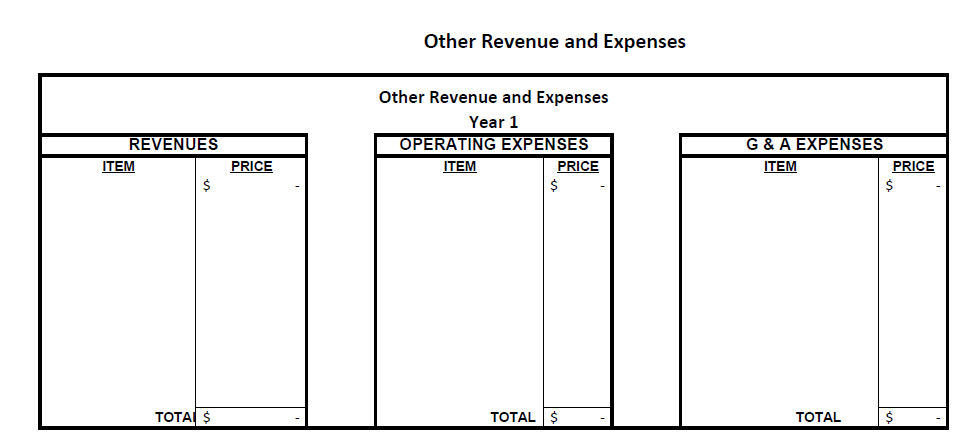 Other Revenue and Expenses
Other Revenue and Expenses
Year 1
REVENUES OPERATING EXPENSES G & A EXPENSES
ITEM PRICE ITEM PRICE ITEM PRICE
$ - $ - $ -
TOTAL $ - TOTAL $ - TOTAL $ -